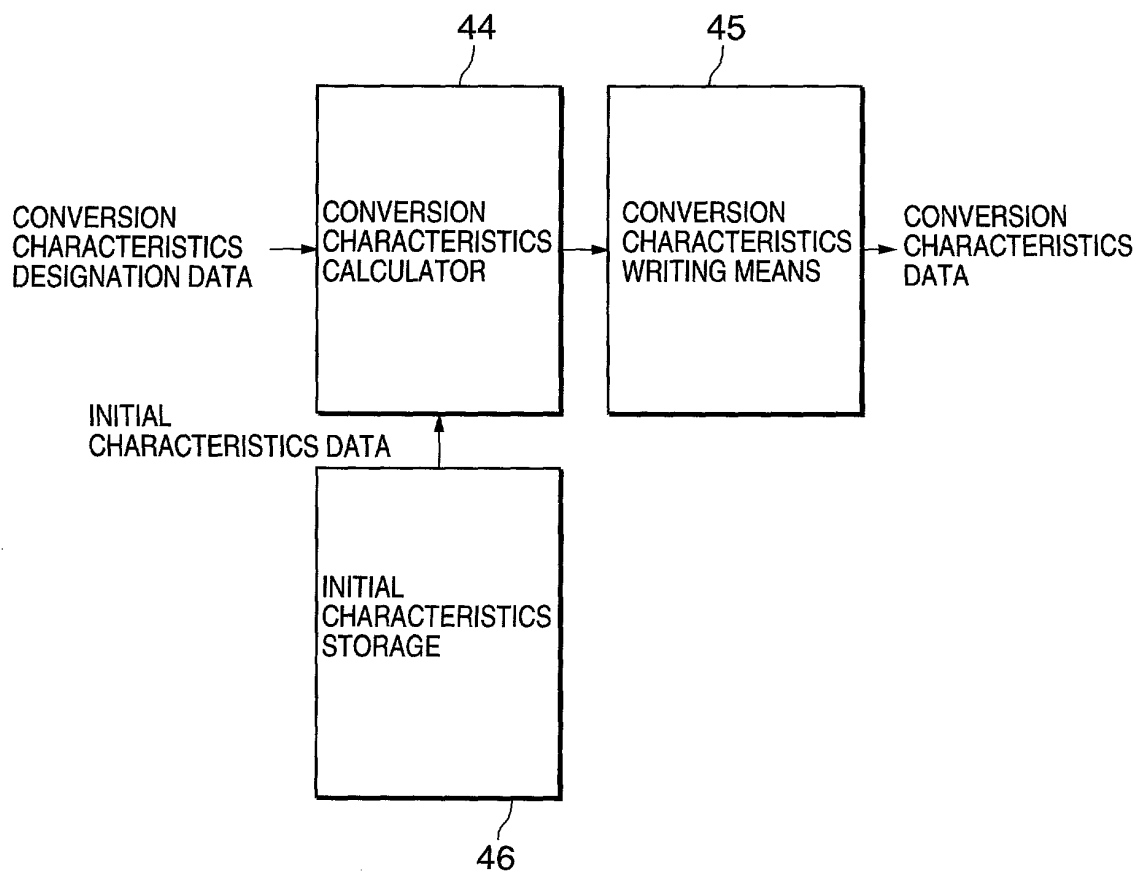 44
45
CONVERSION
CHARACTERISTICS
DESIGNATION DATA
CONVERSION
CHARACTERISTICS
CALCULATOR
CONVERSION
CHARACTERISTICS
WRITING MEANS
CONVERSION
CHARACTERISTICS
DATA
INITIAL
CHARACTERISTICS DATA
INITIAL
CHARACTERISTICS
STORAGE
46